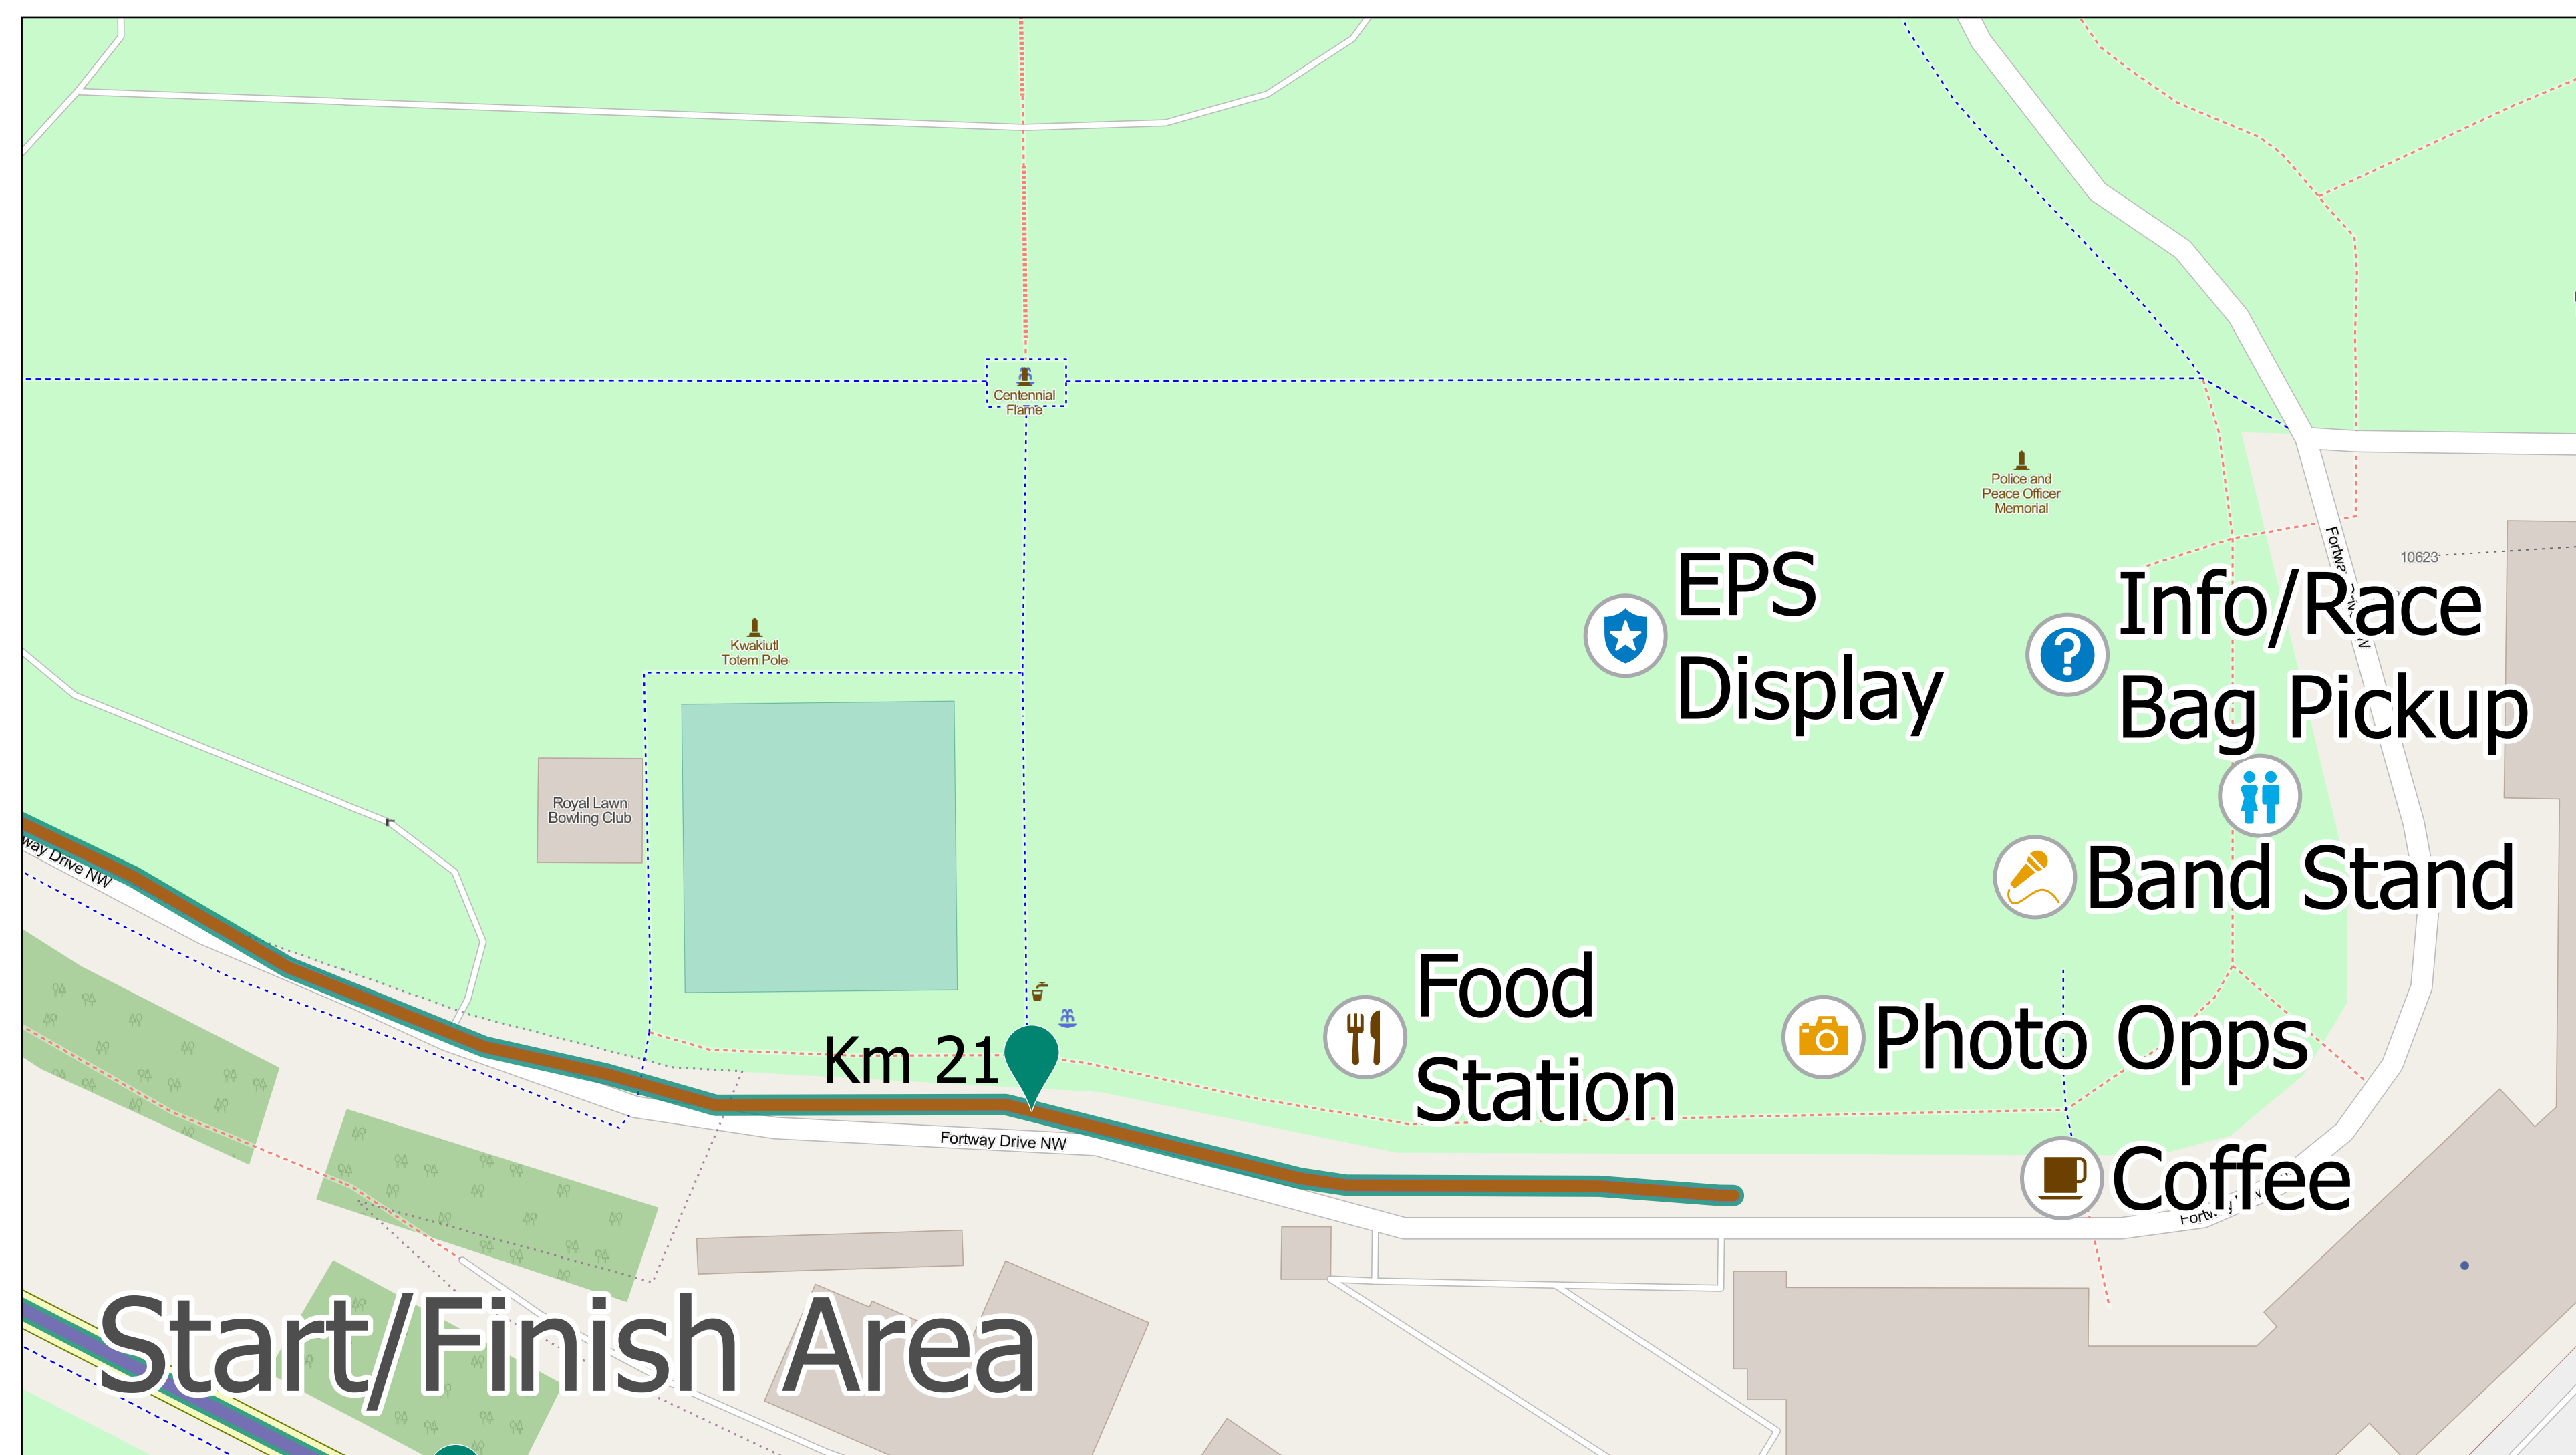 Centennial
Flame
Police and
Peace Officer
Memorial
10623
EPS
Display
Info/Race
Bag Pickup
Kwakiutl
Totem Pole
Royal Lawn
Bowling Club
way Drive NW
Band Stand
Food
Station
Photo Opps
Km 21
Fortway Drive NW
Coffee
Start/Finish Area